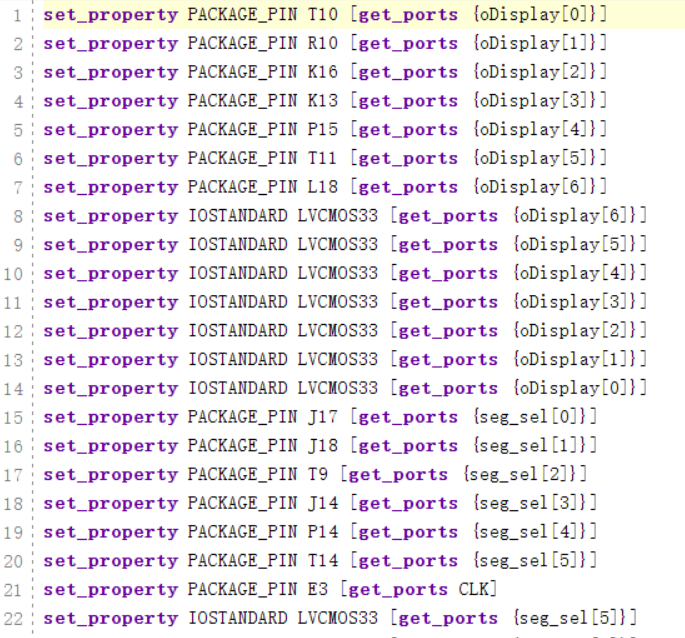 1 set_property PACKAGE_PIN T10 [get_ports {oDisplay[0]}]
2 set_property PACKAGE_PIN R10 [get_ports {oDisplay[1]}]
3 set_property PACKAGE_PIN K16 [get_ports {oDisplay[2]}]
4 set_property PACKAGE_PIN K13 [get_ports {oDisplay[3]}]
5 set_property PACKAGE_PIN P15 [get_ports {oDisplay[4]}]
6 set_property PACKAGE_PIN T11 [get_ports {oDisplay[5]}]
7 set_property PACKAGE_PIN L18 [get_ports {oDisplay[6]}]
8 set_property IOSTANDARD LVCMOS33 [get_ports {oDisplay[6]}]
9 set_property IOSTANDARD LVCMOS33 [get_ports {oDisplay[5]}]
10 set_property IOSTANDARD LVCMOS33 [get_ports {oDisplay[4]}]
11 set_property IOSTANDARD LVCMOS33 [get_ports {oDisplay[3]}]
12 set_property IOSTANDARD LVCMOS33 [get_ports {oDisplay[2]}]
13 set_property IOSTANDARD LVCMOS33 [get_ports {oDisplay[1]}]
14 set_property IOSTANDARD LVCMOS33 [get_ports {oDisplay[0]}]
15 set_property PACKAGE_PIN J17 [get_ports {seg_sel[0]}]
16 set_property PACKAGE_PIN J18 [get_ports {seg_sel[1]}]
17 set_property PACKAGE_PIN T9 [get_ports {seg_sel[2]}]
18 set_property PACKAGE_PIN J14 [get_ports {seg_sel[3]}]
19 set_property PACKAGE_PIN P14 [get_ports {seg_sel[4]}]
20 set_property PACKAGE_PIN T14 [get_ports {seg_sel[5]}]
21 set_property PACKAGE_PIN E3 [get_ports CLK]
22 set_property IOSTANDARD LVCMOS33 [get_ports {seg_sel[5]}]